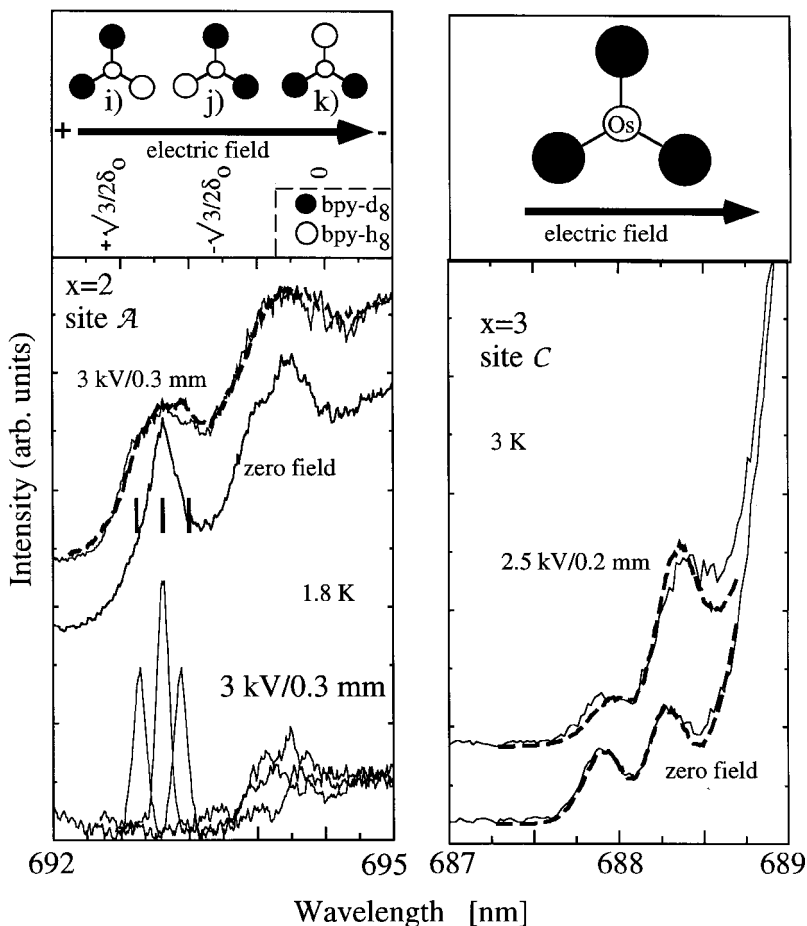 i) j) k)
+ -
electric field
+√3/2δ₀
-√3/2δ₀
0
bpy-d₈
bpy-h₈
Os
electric field
x=2
site A
3 kV/0.3 mm
zero field
1.8 K
3 kV/0.3 mm
x=3
site C
3 K
2.5 kV/0.2 mm
zero field
Intensity (arb. units)
692 695
687 688 689
Wavelength [nm]